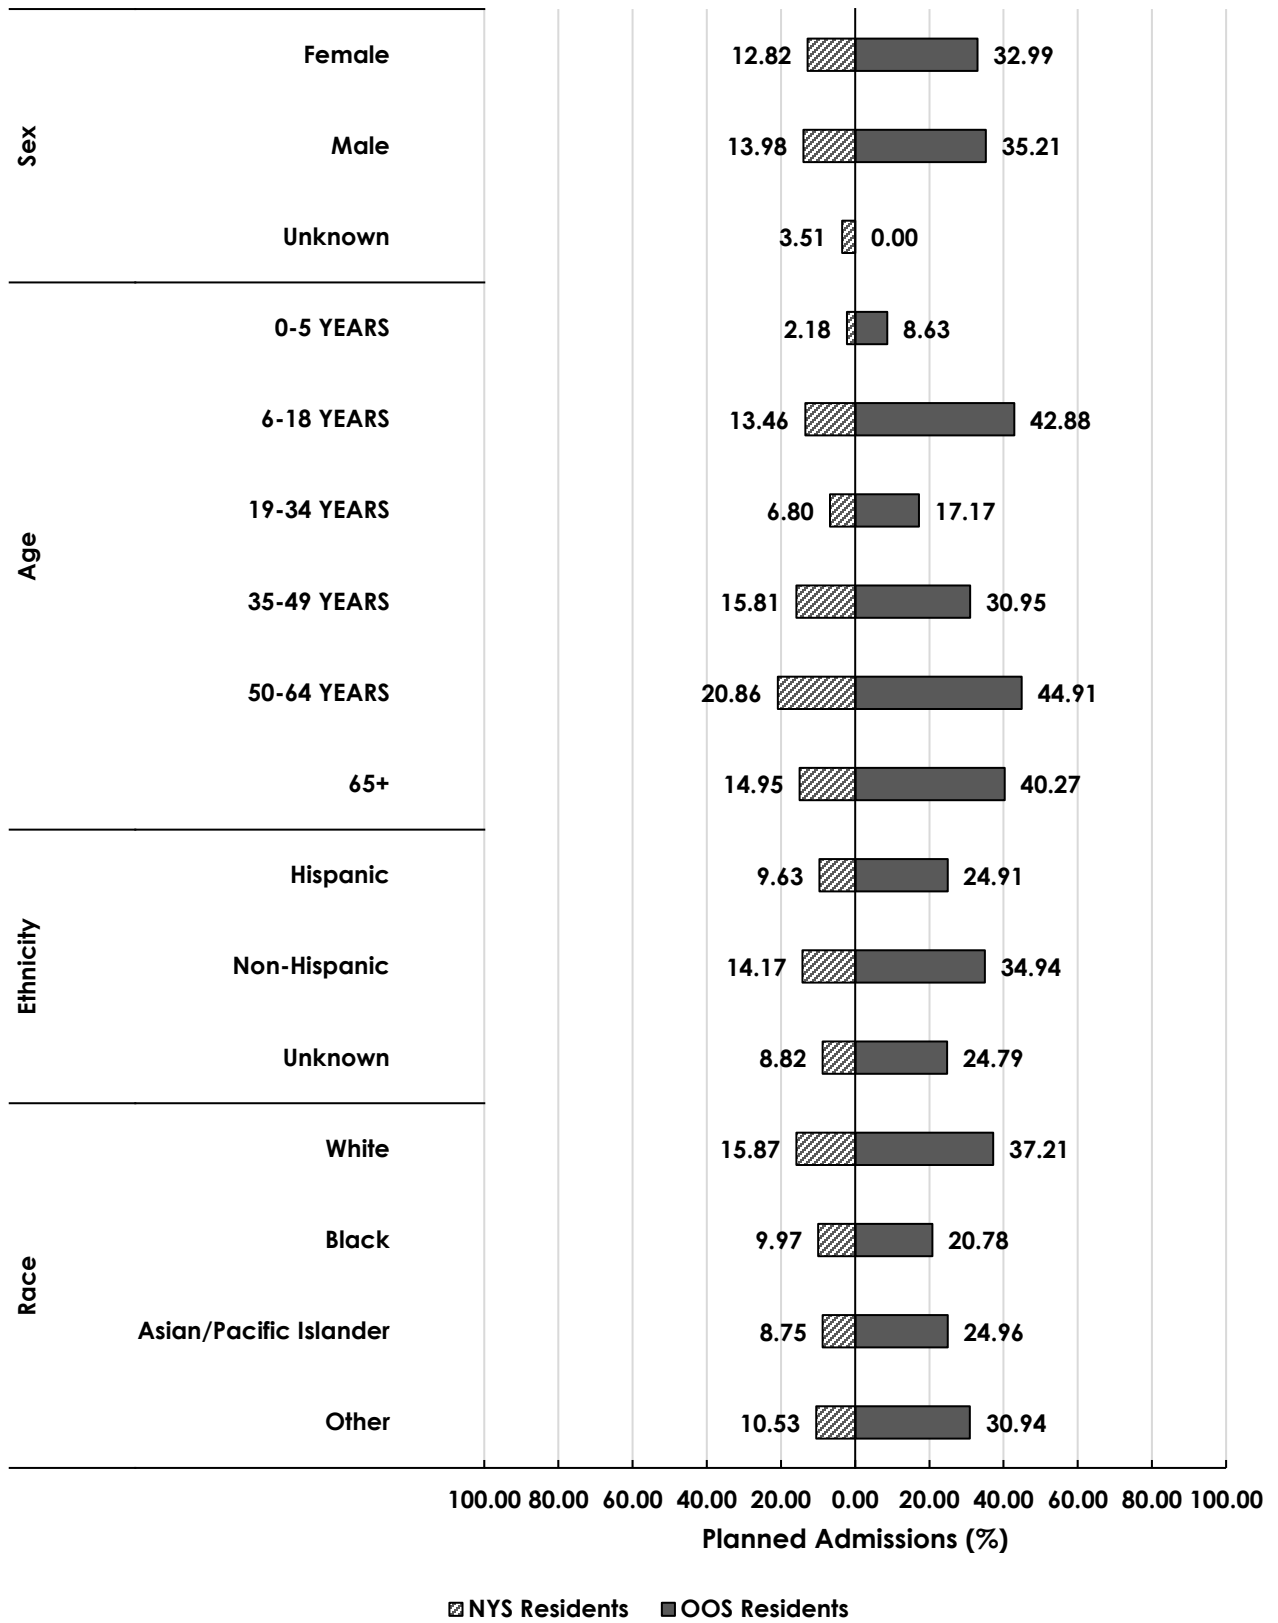 Sex
Female 12.82 32.99
Male 13.98 35.21
Unknown 3.51 0.00
Age
0-5 YEARS 2.18 8.63
6-18 YEARS 13.46 42.88
19-34 YEARS 6.80 17.17
35-49 YEARS 15.81 30.95
50-64 YEARS 20.86 44.91
65+ 14.95 40.27
Ethnicity
Hispanic 9.63 24.91
Non-Hispanic 14.17 34.94
Unknown 8.82 24.79
Race
White 15.87 37.21
Black 9.97 20.78
Asian/Pacific Islander 8.75 24.96
Other 10.53 30.94
100.00 80.00 60.00 40.00 20.00 0.00 20.00 40.00 60.00 80.00 100.00
Planned Admissions (%)
NYS Residents OOS Residents